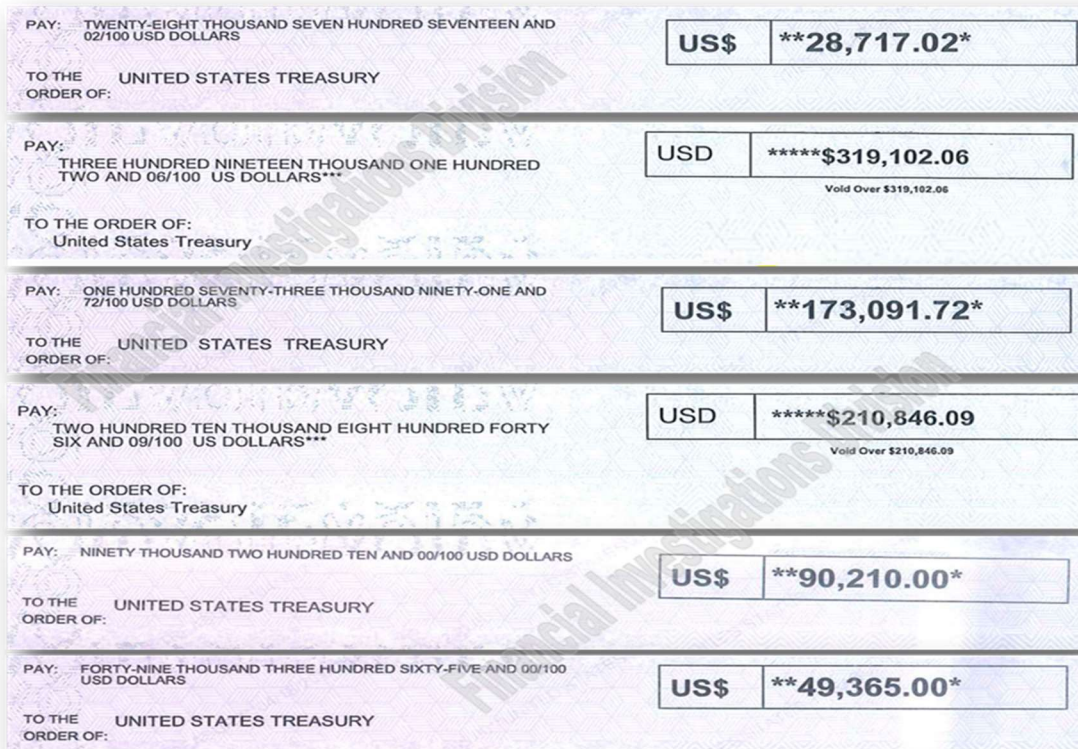 PAY: TWENTY-EIGHT THOUSAND SEVEN HUNDRED SEVENTEEN AND
02/100 USD DOLLARS
US$ **28,717.02*
TO THE
ORDER OF:
UNITED STATES TREASURY
PAY:
THREE HUNDRED NINETEEN THOUSAND ONE HUNDRED
TWO AND 06/100 US DOLLARS***
USD *****$319,102.06
Void Over $319,102.06
TO THE ORDER OF:
United States Treasury
PAY: ONE HUNDRED SEVENTY-THREE THOUSAND NINETY-ONE AND
72/100 USD DOLLARS
US$ **173,091.72*
TO THE
ORDER OF:
UNITED STATES TREASURY
PAY:
TWO HUNDRED TEN THOUSAND EIGHT HUNDRED FORTY
SIX AND 09/100 US DOLLARS***
USD *****$210,846.09
Void Over $210,846.09
TO THE ORDER OF:
United States Treasury
PAY: NINETY THOUSAND TWO HUNDRED TEN AND 00/100 USD DOLLARS
US$ **90,210.00*
TO THE
ORDER OF:
UNITED STATES TREASURY
PAY: FORTY-NINE THOUSAND THREE HUNDRED SIXTY-FIVE AND 00/100
USD DOLLARS
US$ **49,365.00*
TO THE
ORDER OF:
UNITED STATES TREASURY
Financial Investigations Division
Financial Investigations Division